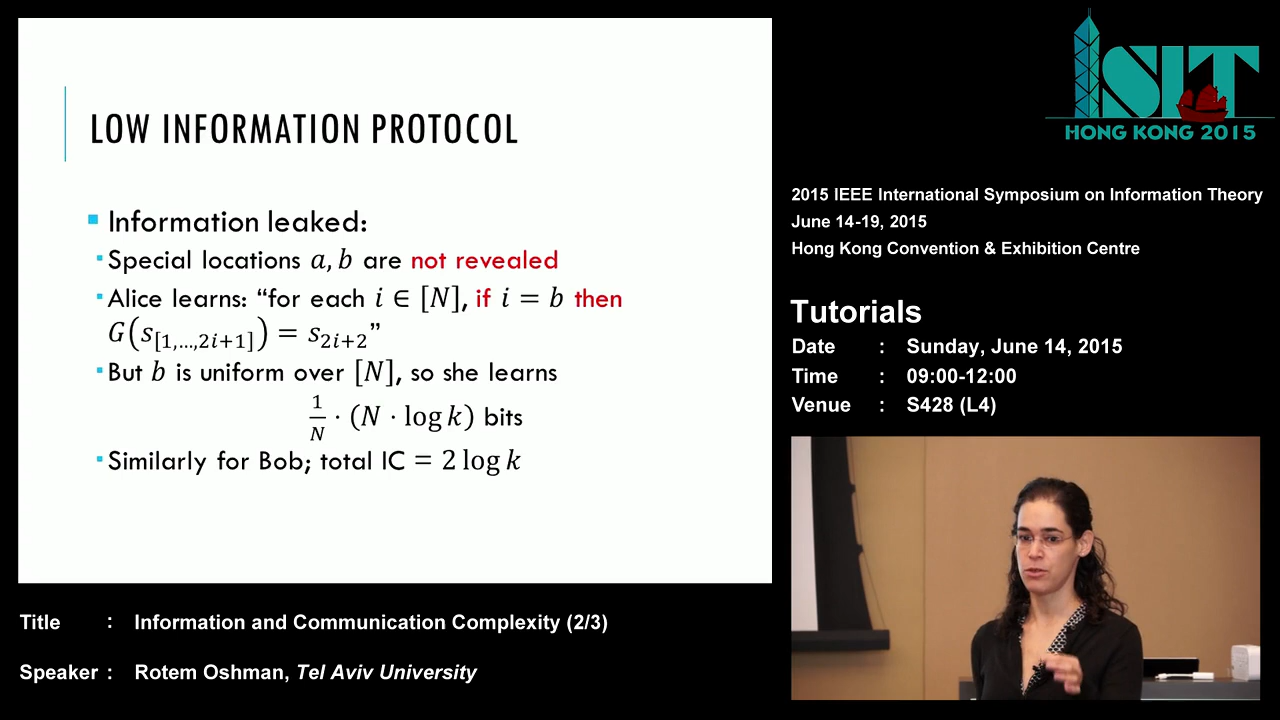 LOW INFORMATION PROTOCOL
Information leaked:
Special locations 𝑎, 𝑏 are not revealed
Alice learns: “for each 𝑖 ∈ [𝑁], if 𝑖 = 𝑏 then
𝐺(𝑠[1,…,2𝑖+1]) = 𝑠2𝑖+2”
But 𝑏 is uniform over [𝑁], so she learns
1/𝑁 · (𝑁 · log 𝑘) bits
Similarly for Bob; total IC = 2 log 𝑘
ISIT
HONG KONG 2015
2015 IEEE International Symposium on Information Theory
June 14-19, 2015
Hong Kong Convention & Exhibition Centre
Tutorials
Date : Sunday, June 14, 2015
Time : 09:00-12:00
Venue : S428 (L4)
Title : Information and Communication Complexity (2/3)
Speaker : Rotem Oshman, Tel Aviv University